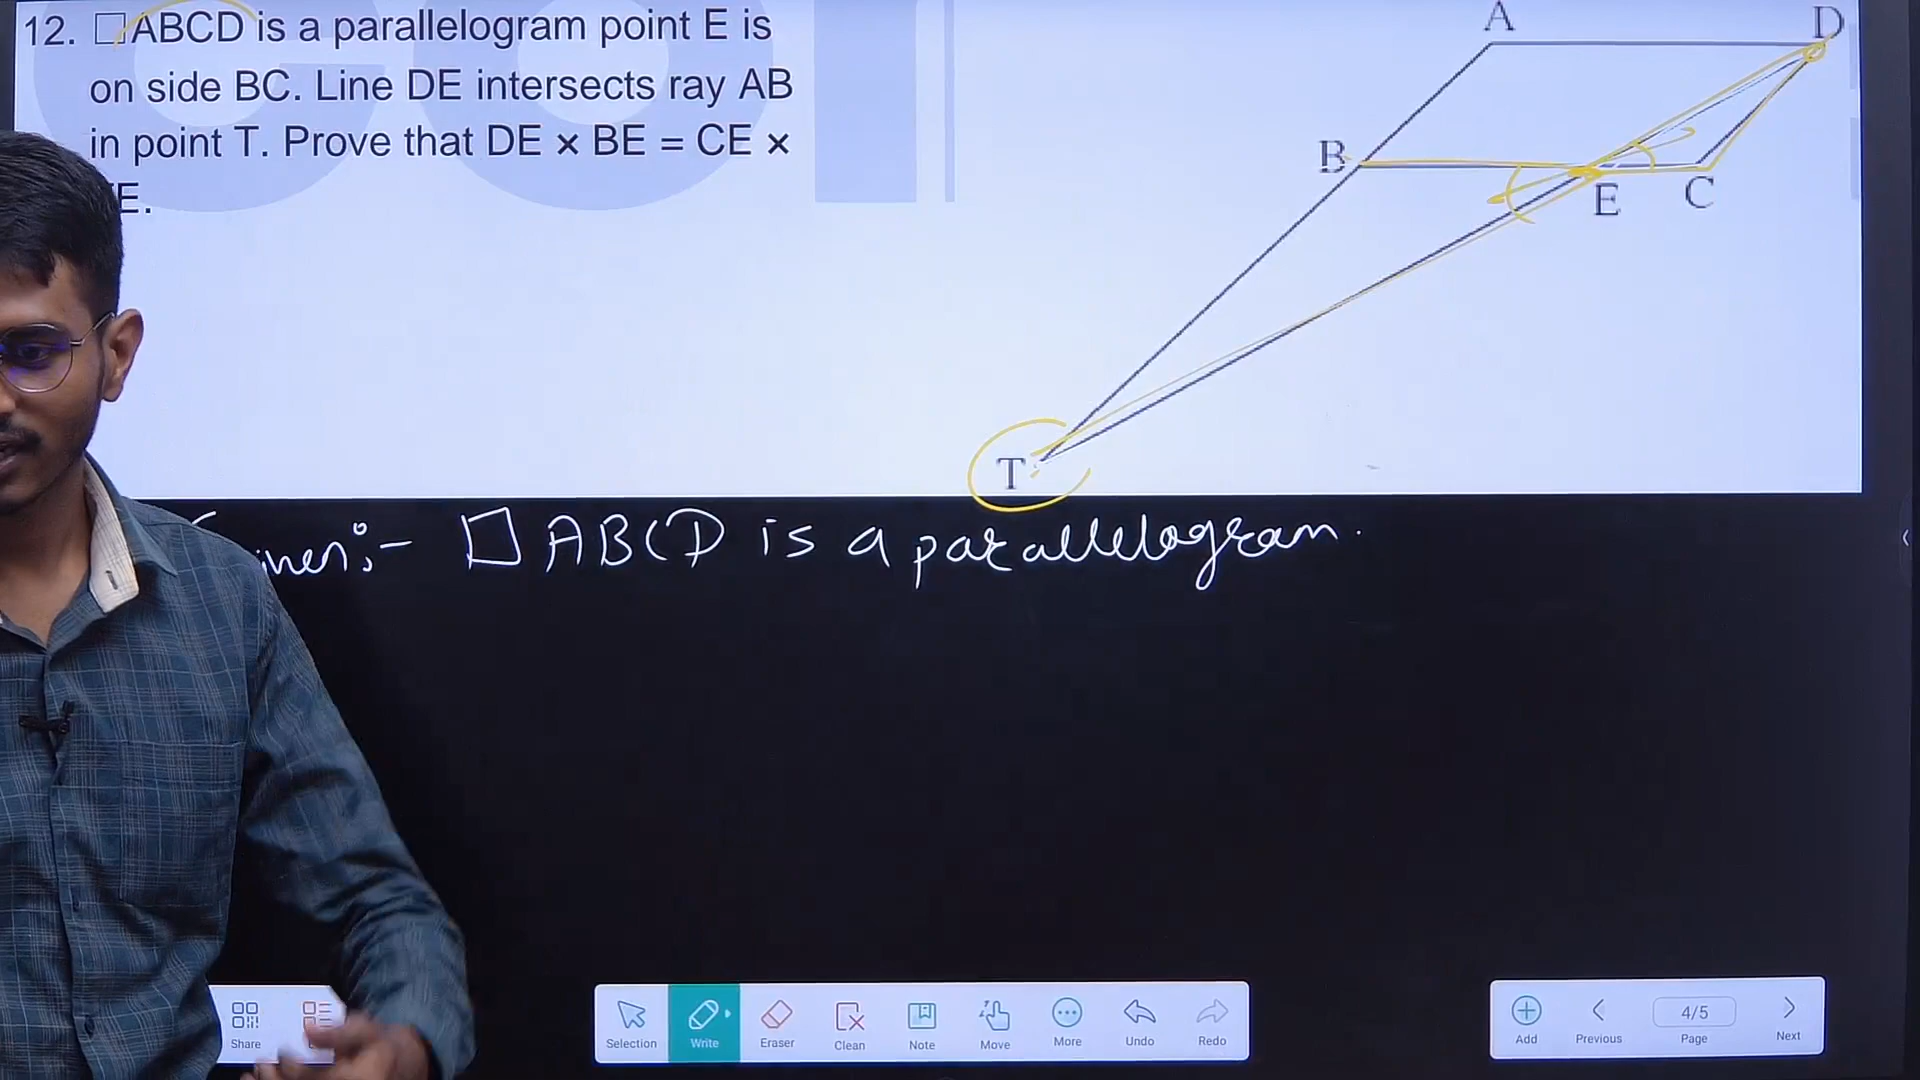 12. □ABCD is a parallelogram point E is
on side BC. Line DE intersects ray AB
in point T. Prove that DE × BE = CE ×
E.
A
D
B
E
C
T
iven:- □ ABCD is a parallelogram.
Share
Selection
Write
Eraser
Clean
Note
Move
More
Undo
Redo
Add
Previous
4/5
Page
Next